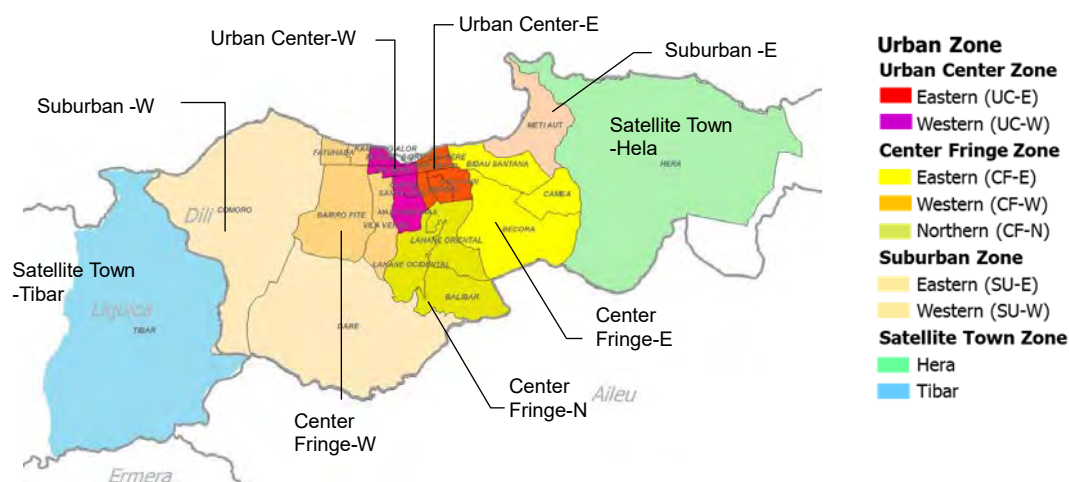 Urban Center-W
Urban Center-E
Suburban -E
Suburban -W
Satellite Town
-Hela
Satellite Town
-Tibar
Center
Fringe-W
Center
Fringe-N
Center
Fringe-E
METI AUT
HERA
FATUHADA
BIDAU SANTANA
CAMEA
Dili
COMORO
BAIRRO PITE
VILA VERDE
BECORA
LAHANE ORIENTAL
LAHANE OCIDENTAL
BALIBAR
DARE
Liquica
TIBAR
Aileu
Ermera
Urban Zone
Urban Center Zone
Eastern (UC-E)
Western (UC-W)
Center Fringe Zone
Eastern (CF-E)
Western (CF-W)
Northern (CF-N)
Suburban Zone
Eastern (SU-E)
Western (SU-W)
Satellite Town Zone
Hera
Tibar